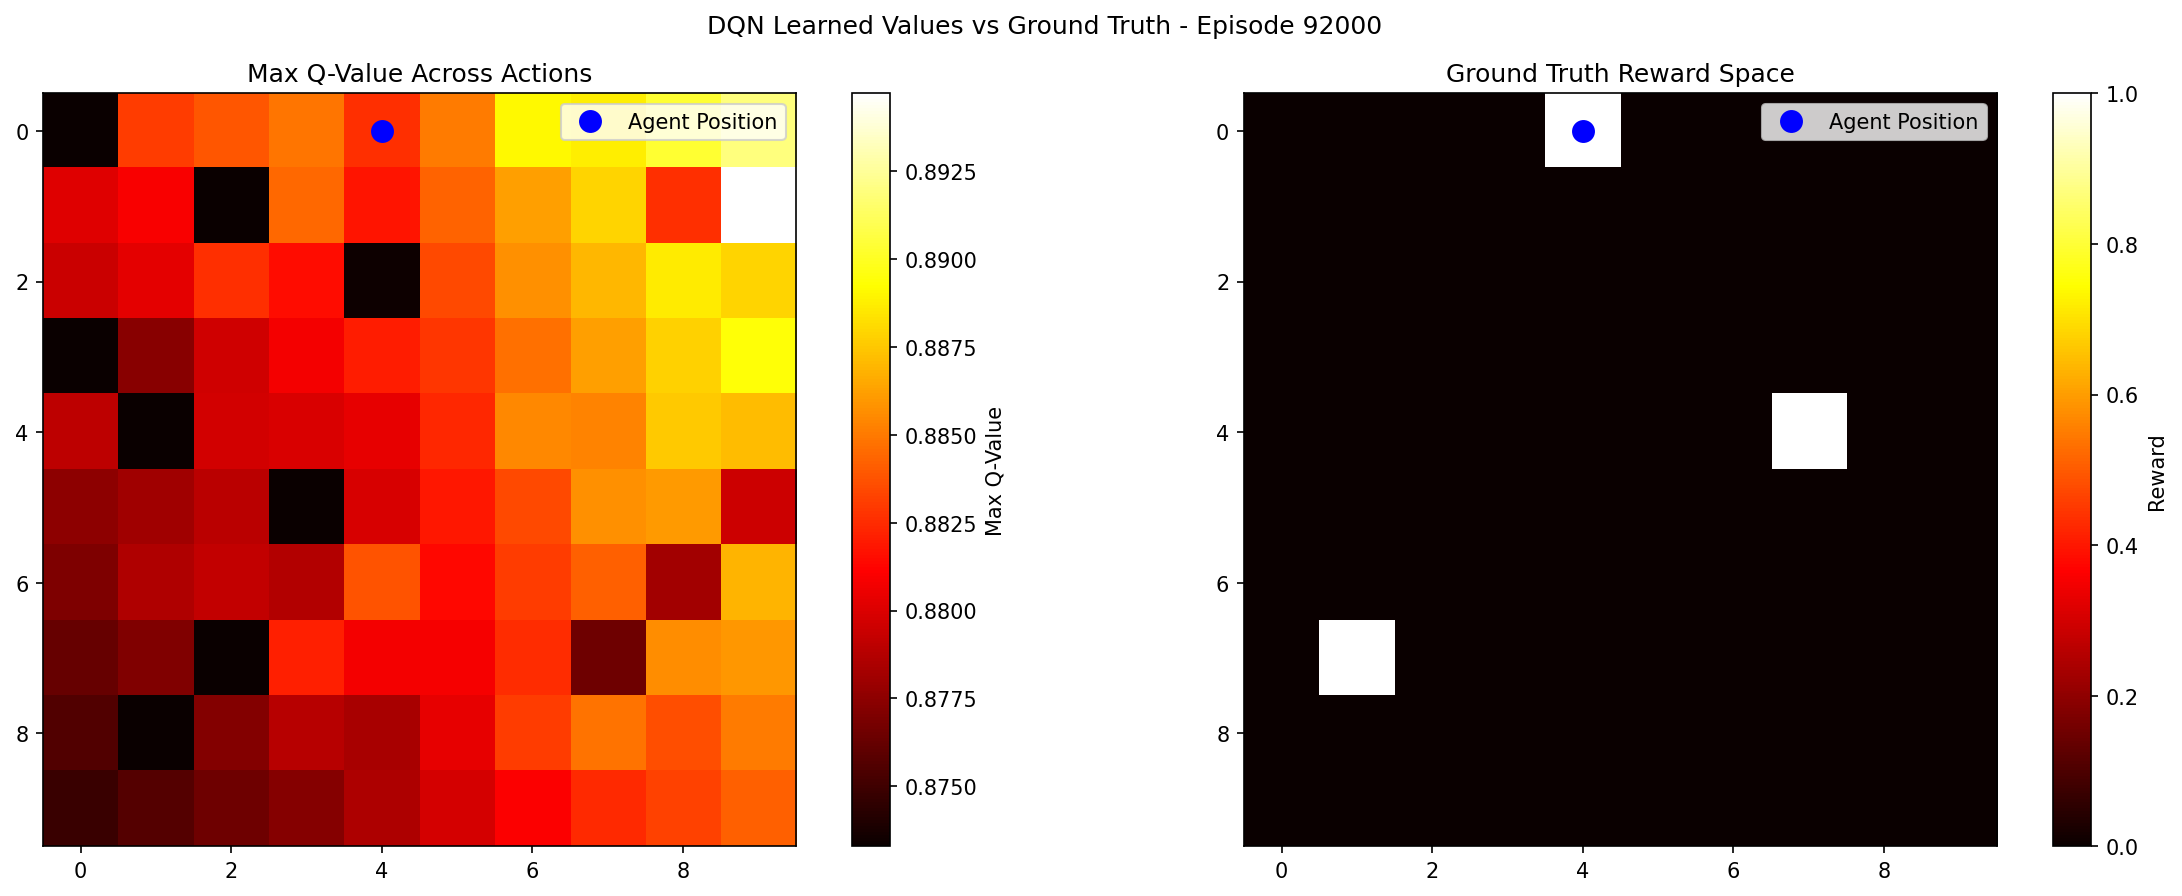 DQN Learned Values vs Ground Truth - Episode 92000
Max Q-Value Across Actions
Agent Position
0
2
4
6
8
0 2 4 6 8
0.8925
0.8900
0.8875
0.8850
0.8825
0.8800
0.8775
0.8750
Max Q-Value
Ground Truth Reward Space
Agent Position
0
2
4
6
8
0 2 4 6 8
1.0
0.8
0.6
0.4
0.2
0.0
Reward